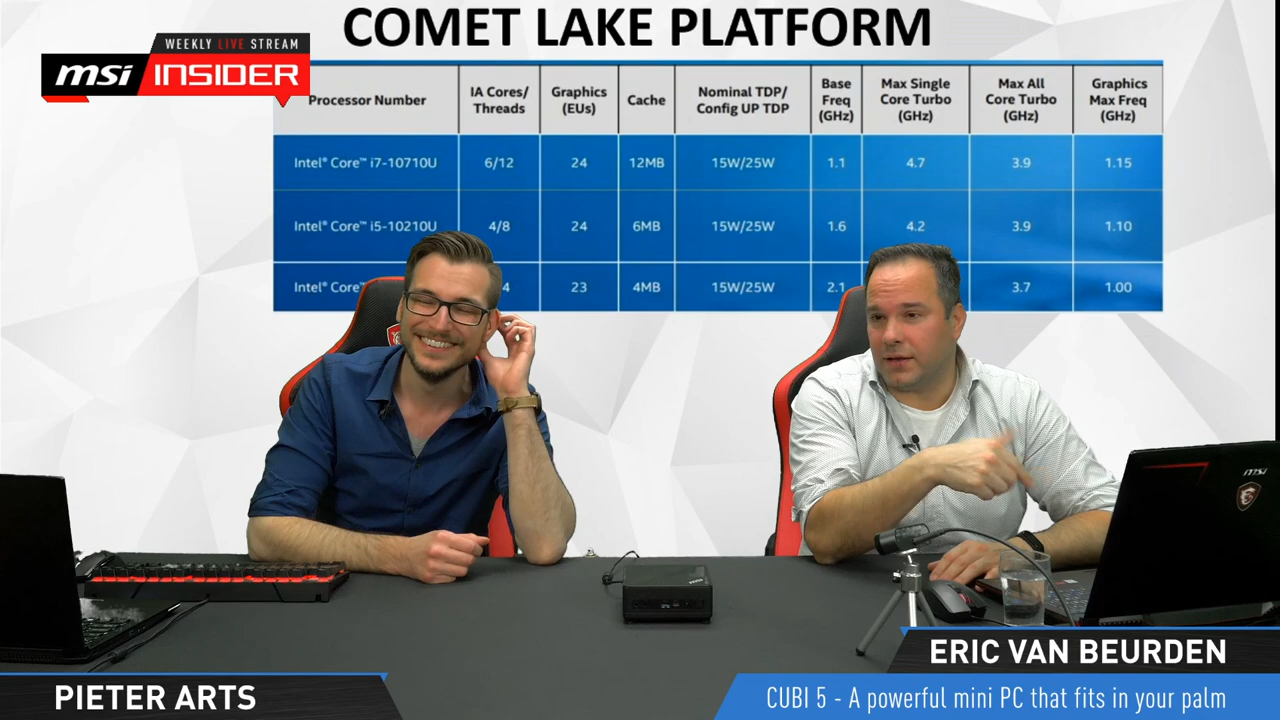 COMET LAKE PLATFORM
WEEKLY LIVE STREAM
msi INSIDER
Processor Number
IA Cores/
Threads
Graphics
(EUs)
Cache
Nominal TDP/
Config UP TDP
Base
Freq
(GHz)
Max Single
Core Turbo
(GHz)
Max All
Core Turbo
(GHz)
Graphics
Max Freq
(GHz)
Intel® Core™ i7-10710U 6/12 24 12MB 15W/25W 1.1 4.7 3.9 1.15
Intel® Core™ i5-10210U 4/8 24 6MB 15W/25W 1.6 4.2 3.9 1.10
Intel® Core™ 4 23 4MB 15W/25W 2.1 3.7 1.00
msi
msi
ERIC VAN BEURDEN
PIETER ARTS
CUBI 5 - A powerful mini PC that fits in your palm